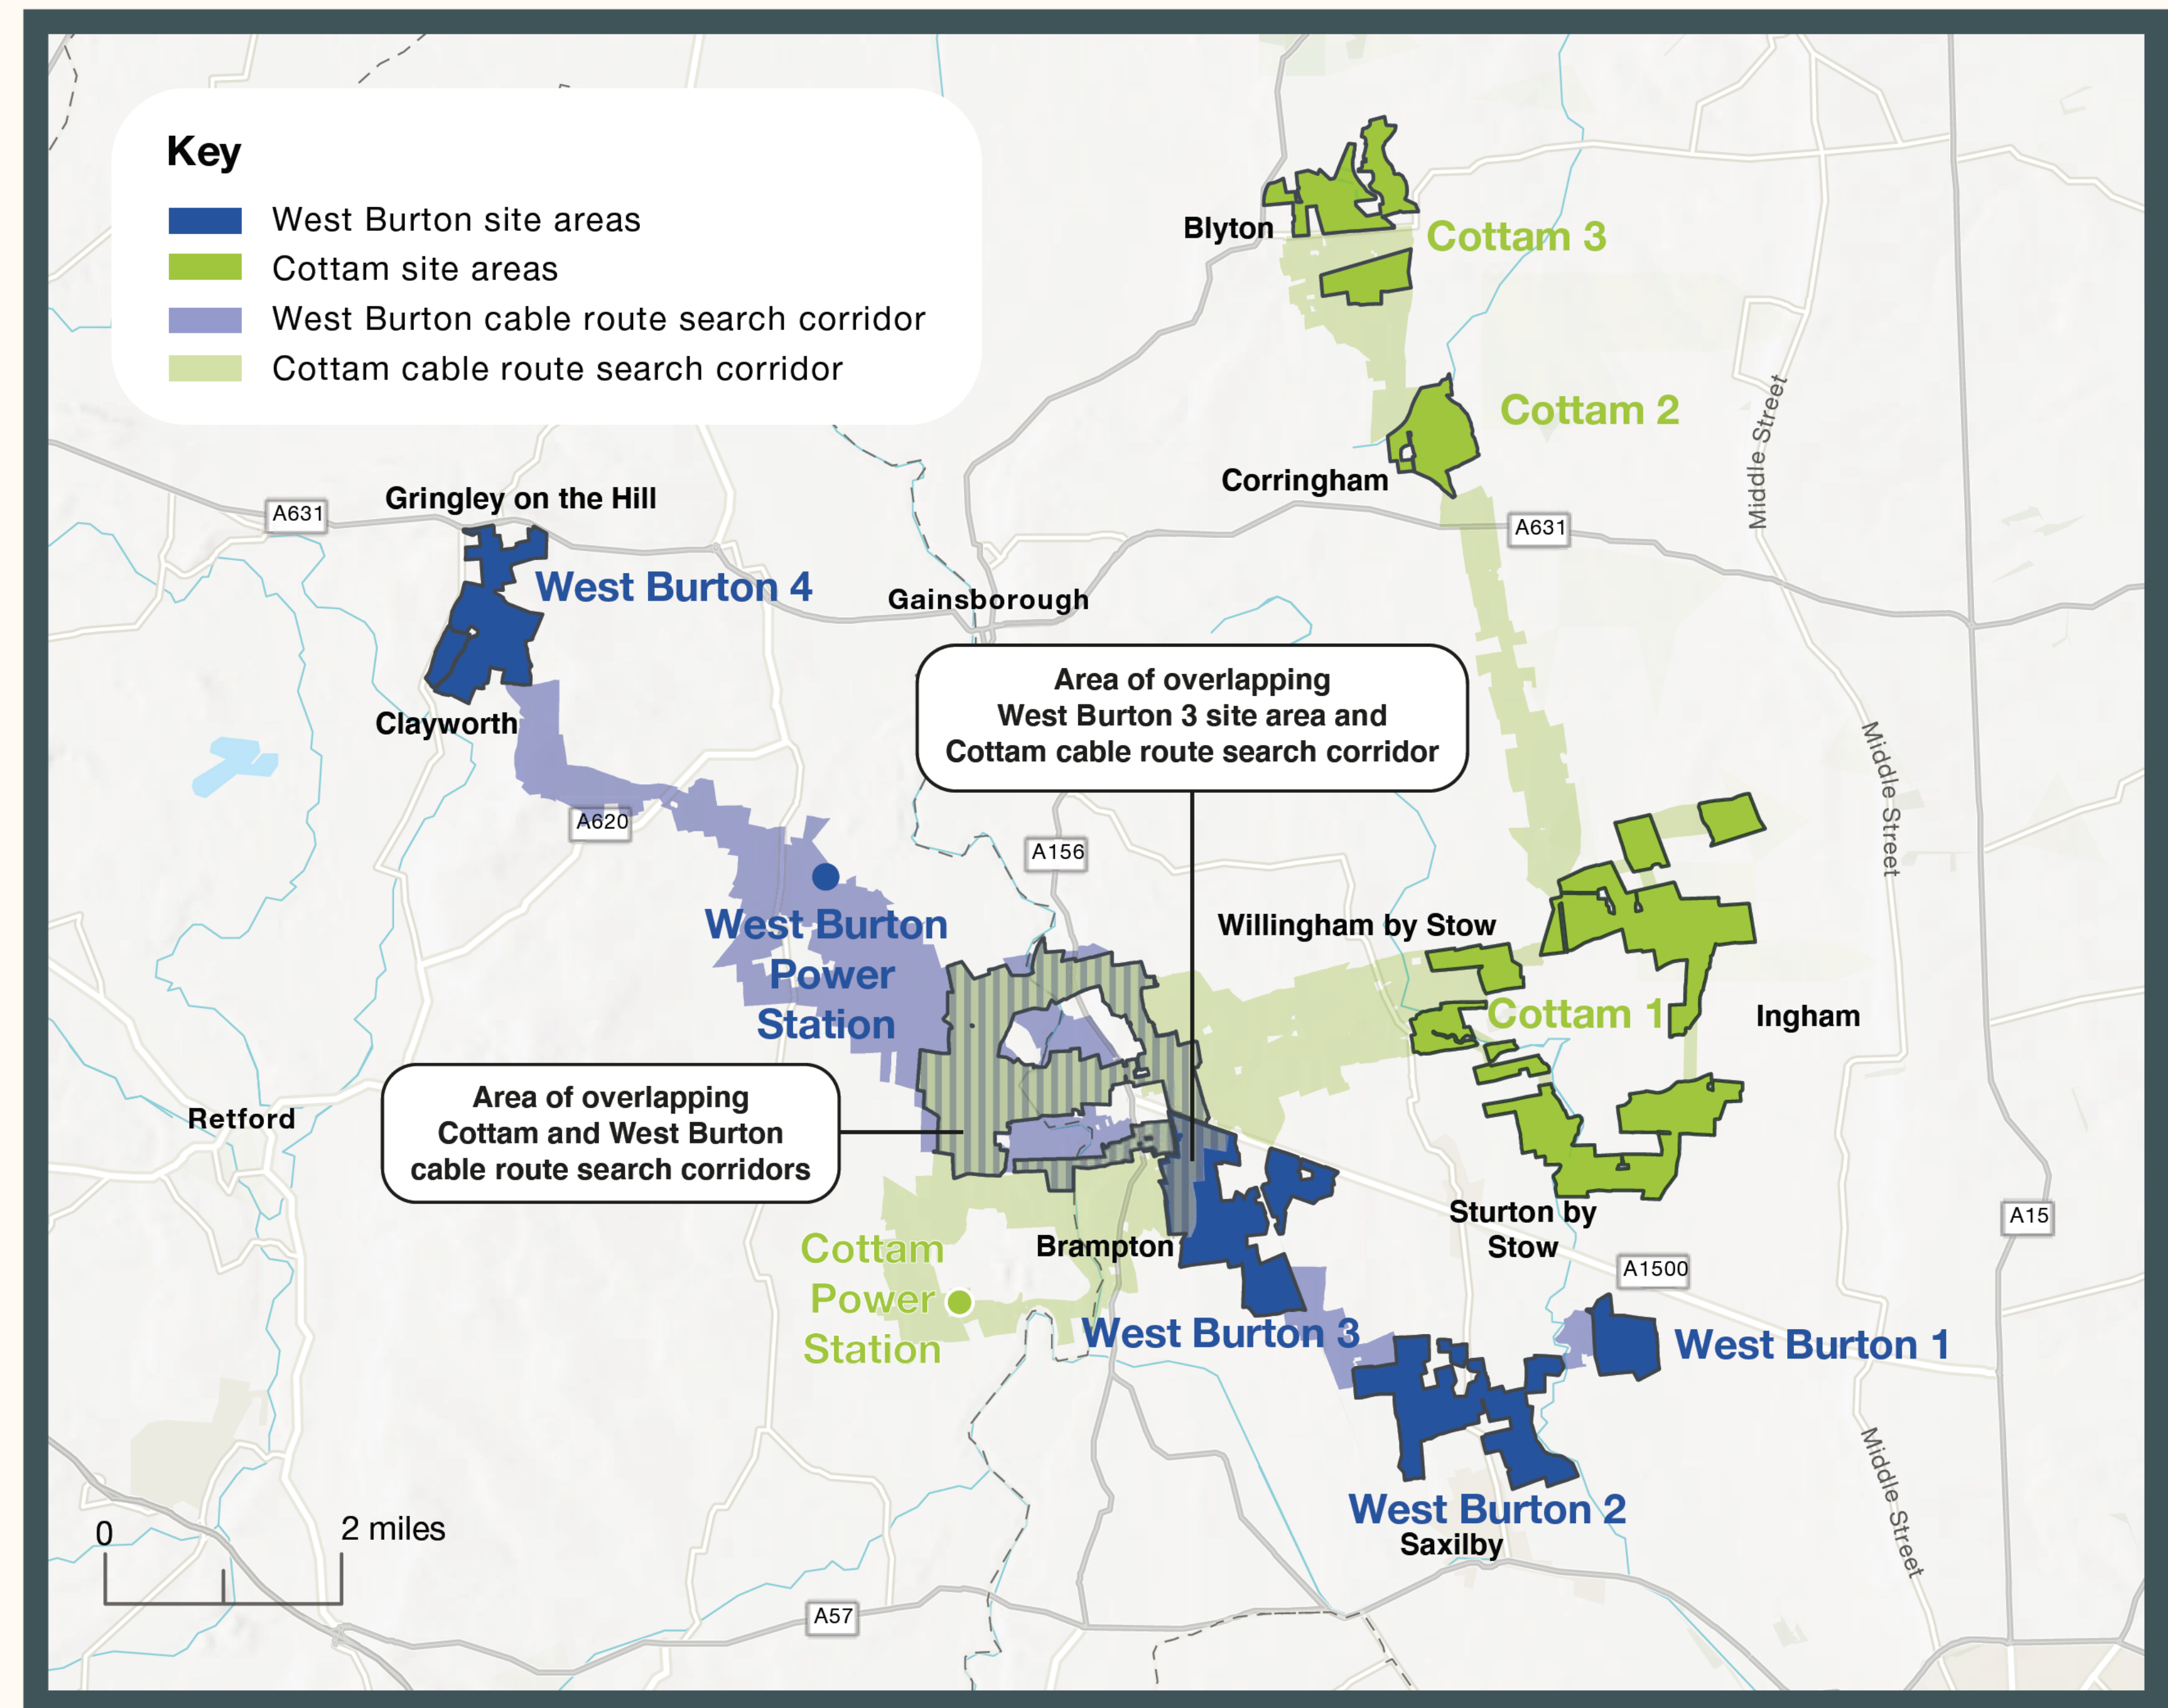 Key
West Burton site areas
Cottam site areas
West Burton cable route search corridor
Cottam cable route search corridor
Blyton
Cottam 3
Cottam 2
Middle Street
Corringham
Gringley on the Hill
A631
A631
West Burton 4
Gainsborough
Area of overlapping
West Burton 3 site area and
Cottam cable route search corridor
Clayworth
Middle Street
A620
A156
West Burton
Power
Station
Willingham by Stow
Cottam 1
Ingham
Area of overlapping
Cottam and West Burton
cable route search corridors
Retford
Sturton by
Stow
A15
Brampton
Cottam
Power
Station
A1500
West Burton 3
West Burton 1
Middle Street
West Burton 2
Saxilby
0
2 miles
A57